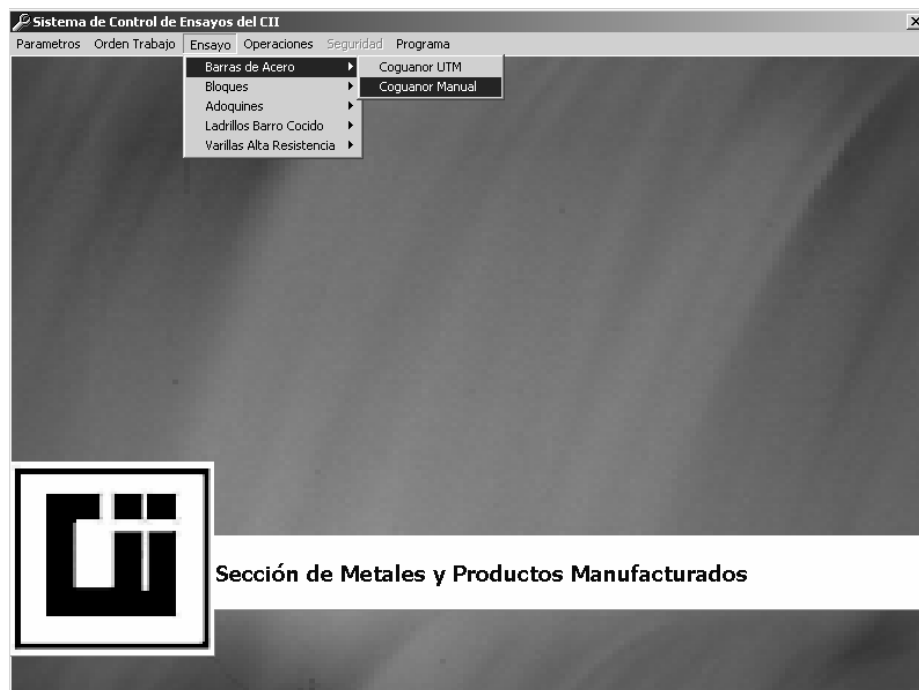 Sistema de Control de Ensayos del CII
Parametros Orden Trabajo Ensayo Operaciones Seguridad Programa
Barras de Acero
Bloques
Adoquines
Ladrillos Barro Cocido
Varillas Alta Resistencia
Coguanor UTM
Coguanor Manual
Cii
Sección de Metales y Productos Manufacturados